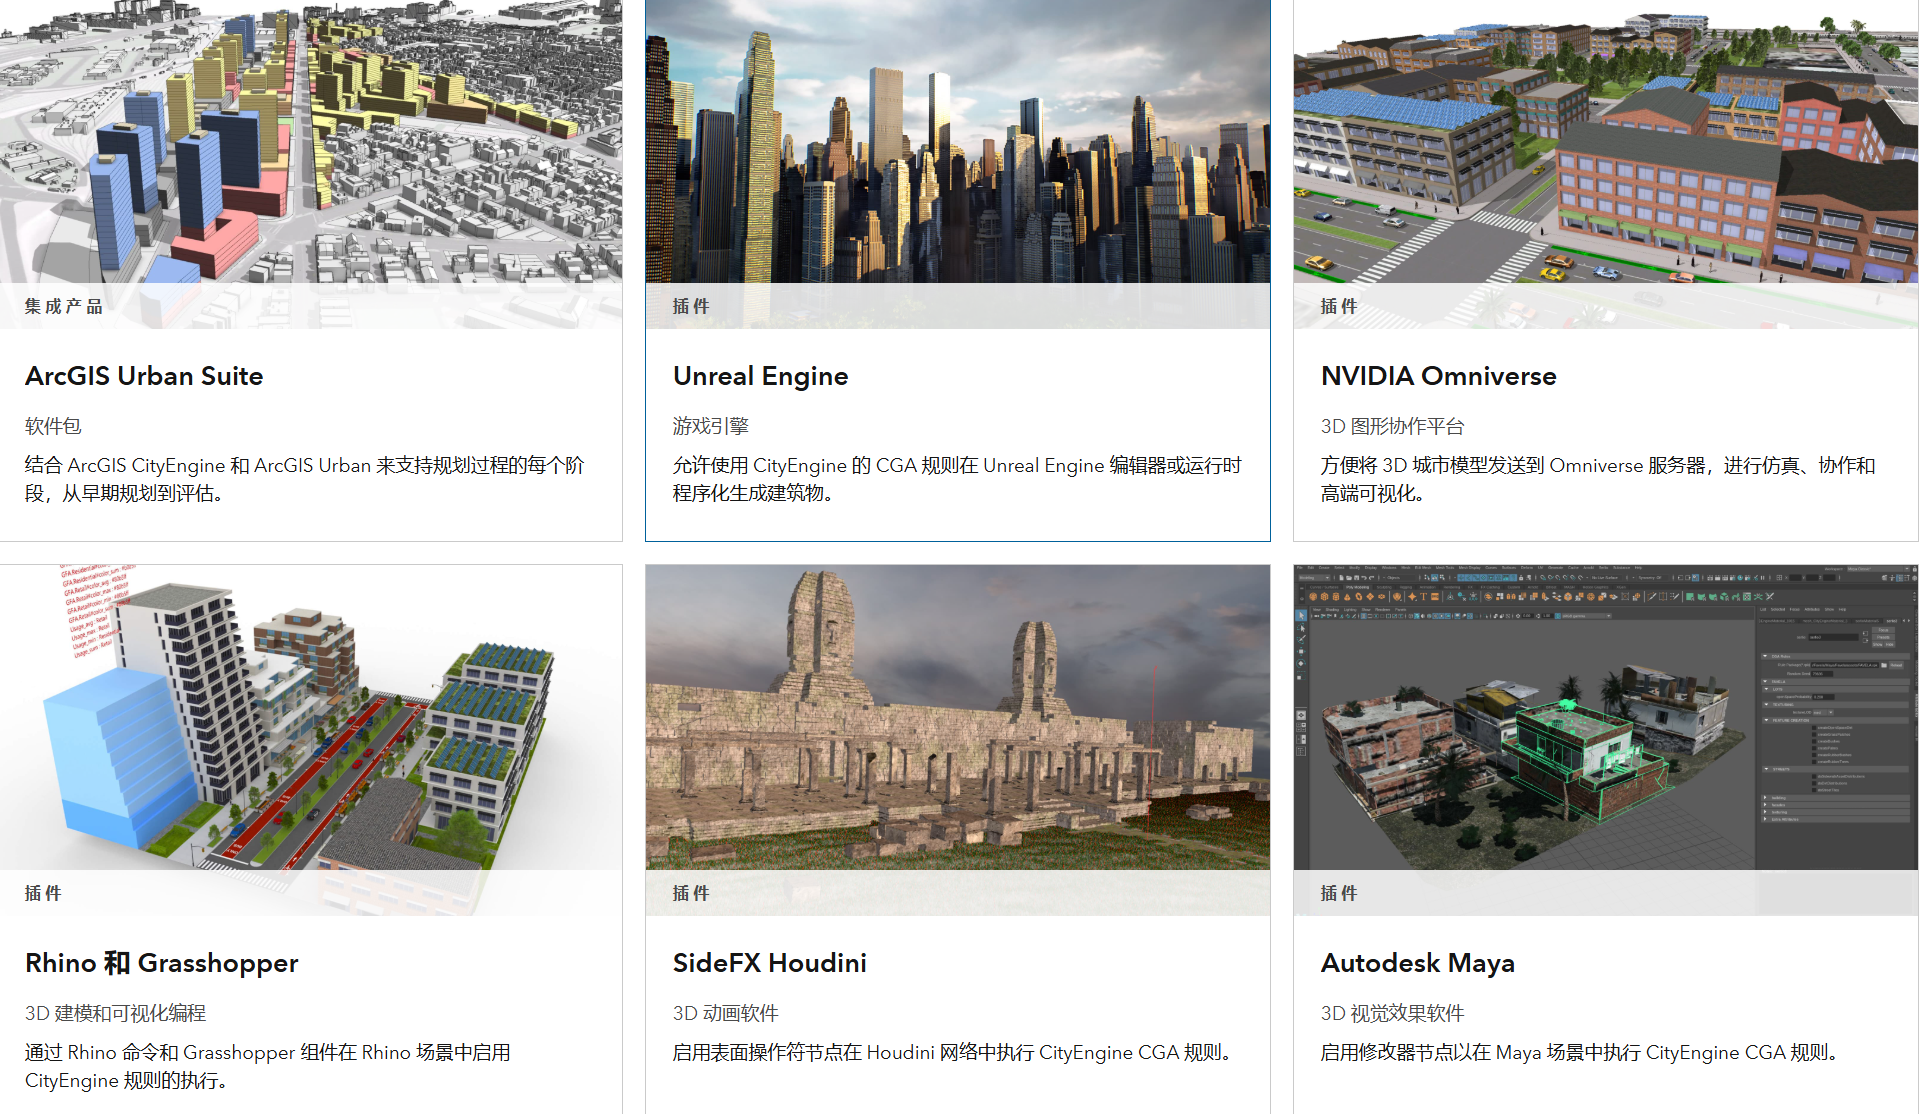 集成产品
ArcGIS Urban Suite
软件包
结合 ArcGIS CityEngine 和 ArcGIS Urban 来支持规划过程的每个阶
段，从早期规划到评估。
插件
Unreal Engine
游戏引擎
允许使用 CityEngine 的 CGA 规则在 Unreal Engine 编辑器或运行时
程序化生成建筑物。
插件
NVIDIA Omniverse
3D 图形协作平台
方便将 3D 城市模型发送到 Omniverse 服务器，进行仿真、协作和
高端可视化。
插件
Rhino 和 Grasshopper
3D 建模和可视化编程
通过 Rhino 命令和 Grasshopper 组件在 Rhino 场景中启用
CityEngine 规则的执行。
插件
SideFX Houdini
3D 动画软件
启用表面操作符节点在 Houdini 网络中执行 CityEngine CGA 规则。
插件
Autodesk Maya
3D 视觉效果软件
启用修改器节点以在 Maya 场景中执行 CityEngine CGA 规则。